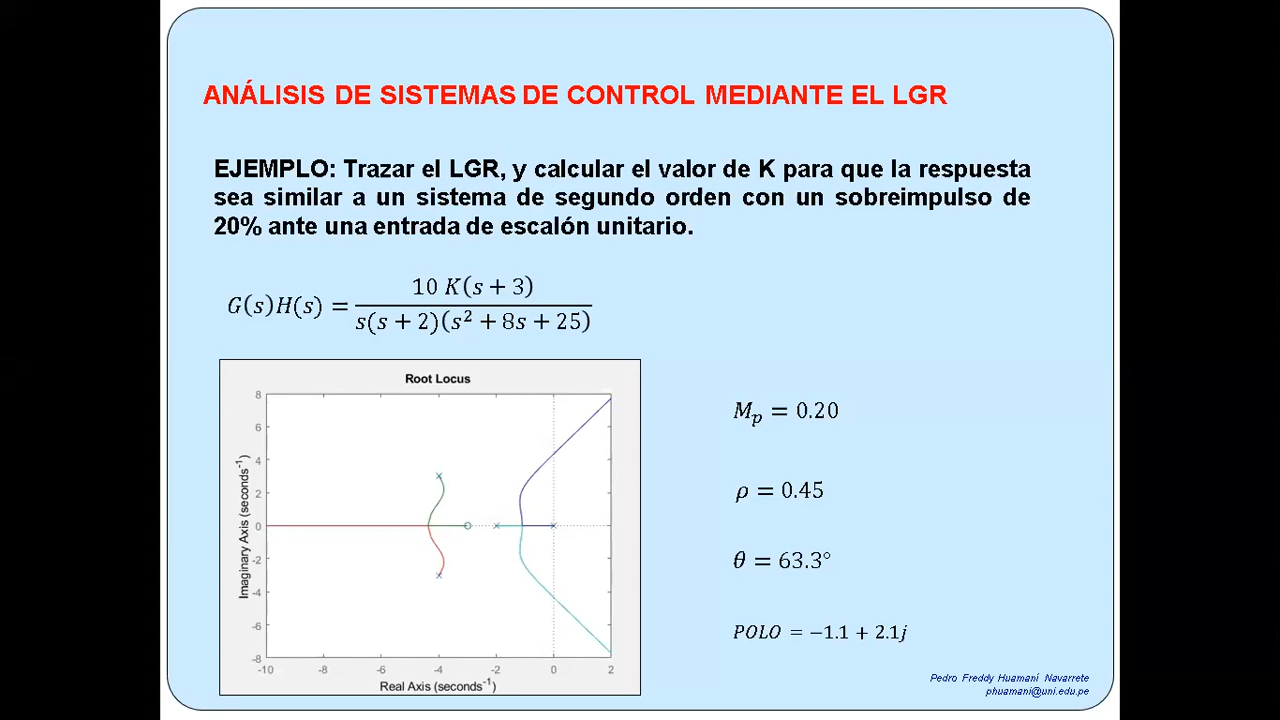 ANÁLISIS DE SISTEMAS DE CONTROL MEDIANTE EL LGR
EJEMPLO: Trazar el LGR, y calcular el valor de K para que la respuesta
sea similar a un sistema de segundo orden con un sobreimpulso de
20% ante una entrada de escalón unitario.
G(s)H(s) = 10 K(s + 3) / s(s + 2)(s² + 8s + 25)
Root Locus
8
6
4
2
0
-2
-4
-6
-8
Imaginary Axis (seconds⁻¹)
-10 -8 -6 -4 -2 0 2
Real Axis (seconds⁻¹)
Mₚ = 0.20
ρ = 0.45
θ = 63.3°
POLO = −1.1 + 2.1j
Pedro Freddy Huamaní Navarrete
phuamani@uni.edu.pe